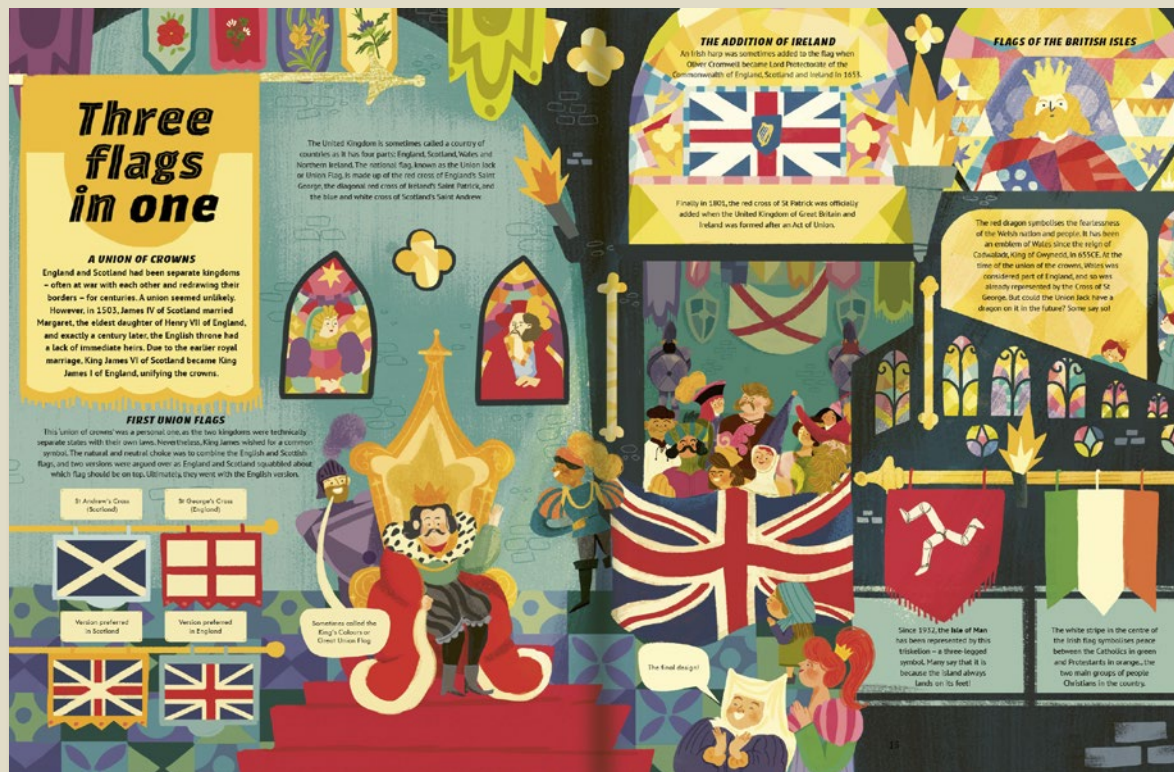 Three
flags
in one
A UNION OF CROWNS
England and Scotland had been separate kingdoms
– often at war with each other and redrawing their
borders – for centuries. A union seemed unlikely.
However, in 1503, James IV of Scotland married
Margaret, the eldest daughter of Henry VII of England,
and exactly a century later, the English throne had
a lack of immediate heirs. Due to the earlier royal
marriage, King James VI of Scotland became King
James I of England, unifying the crowns.
The United Kingdom is sometimes called a country of
countries as it has four parts: England, Scotland, Wales and
Northern Ireland. The national flag, known as the Union Jack
or Union Flag, is made up of the red cross of England's Saint
George, the diagonal red cross of Ireland's Saint Patrick, and
the blue and white cross of Scotland's Saint Andrew.
FIRST UNION FLAGS
This 'union of crowns' was a personal one, as the two kingdoms were technically
separate states with their own laws. Nevertheless, King James wished for a common
symbol. The natural and neutral choice was to combine the English and Scottish
flags, and two versions were argued over as England and Scotland squabbled about
which flag should be on top. Ultimately, they went with the English version.
St Andrew's Cross
(Scotland)
St George's Cross
(England)
Version preferred
in Scotland
Version preferred
in England
Sometimes called the
King's Colours or
Great Union Flag
THE ADDITION OF IRELAND
An Irish harp was sometimes added to the flag when
Oliver Cromwell became Lord Protectorate of the
Commonwealth of England, Scotland and Ireland in 1653.
Finally in 1801, the red cross of St Patrick was officially
added when the United Kingdom of Great Britain and
Ireland was formed after an Act of Union.
The final design!
FLAGS OF THE BRITISH ISLES
The red dragon symbolises the fearlessness
of the Welsh nation and people. It has been
an emblem of Wales since the reign of
Cadwaladr, King of Gwynedd, in 655CE. At the
time of the union of the crowns, Wales was
considered part of England, and so was
already represented by the Cross of St
George. But could the Union Jack have a
dragon on it in the future? Some say so!
Since 1932, the Isle of Man
has been represented by this
triskelion – a three-legged
symbol. Many say that it is
because the island always
lands on its feet!
The white stripe in the centre of
the Irish flag symbolises peace
between the Catholics in green
and Protestants in orange., the
two main groups of people
Christians in the country.